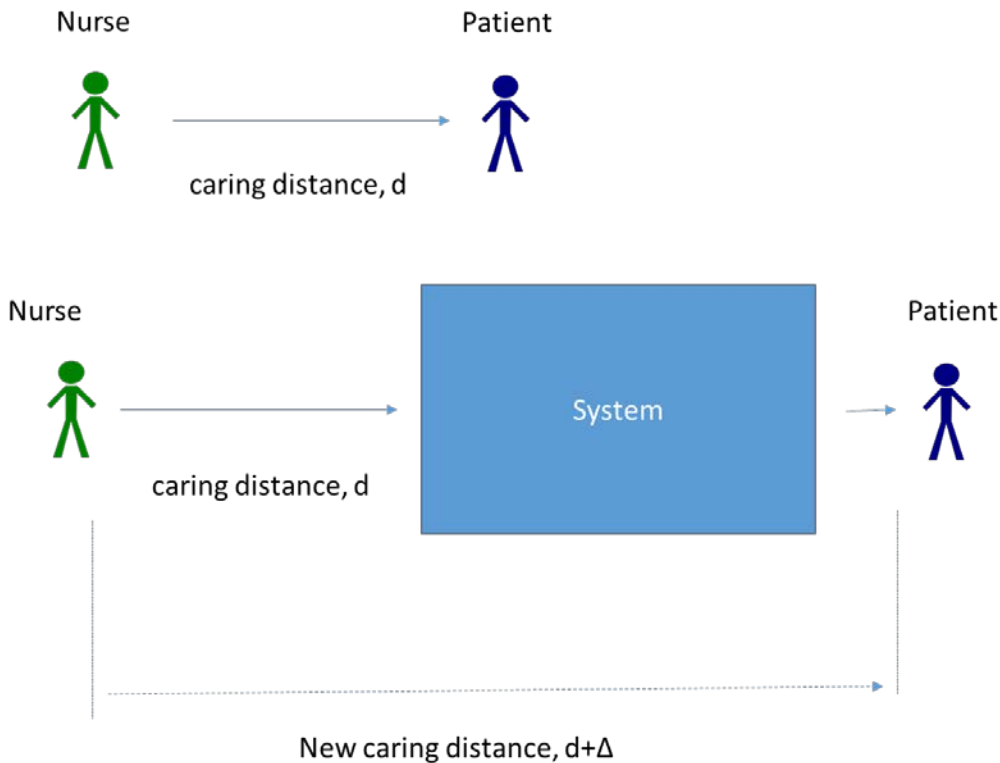 Nurse
Patient
caring distance, d
Nurse
Patient
System
caring distance, d
New caring distance, d+Δ